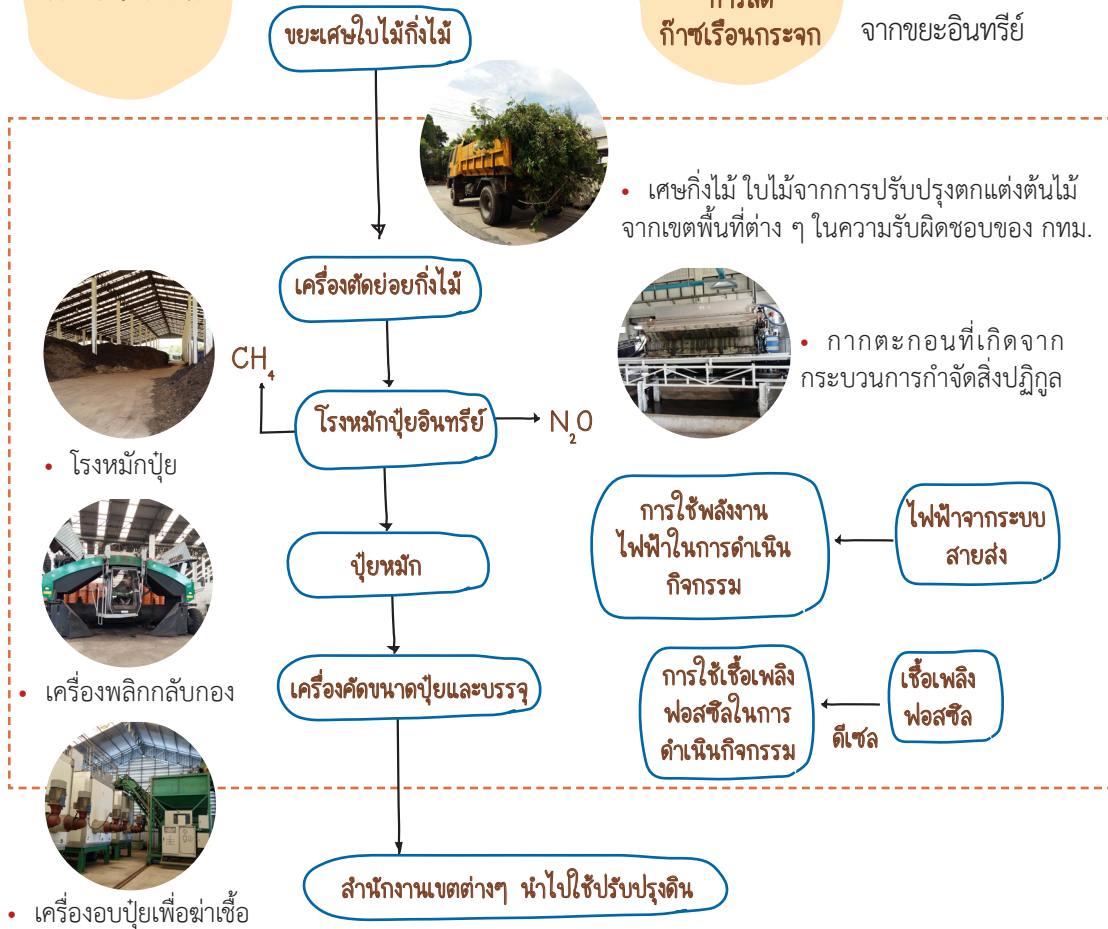 ก๊าซเรือนกระจก
จากขยะอินทรีย์
ขยะเศษใบไม้กิ่งไม้
• เศษกิ่งไม้ ใบไม้จากการปรับปรุงตกแต่งต้นไม้
จากเขตพื้นที่ต่าง ๆ ในความรับผิดชอบของ กทม.
เครื่องตัดย่อยกิ่งไม้
• กากตะกอนที่เกิดจาก
กระบวนการกำจัดสิ่งปฏิกูล
CH₄
โรงหมักปุ๋ยอินทรีย์
N₂O
• โรงหมักปุ๋ย
การใช้พลังงาน
ไฟฟ้าในการดำเนิน
กิจกรรม
ไฟฟ้าจากระบบ
สายส่ง
ปุ๋ยหมัก
• เครื่องพลิกกลับกอง
เครื่องคัดขนาดปุ๋ยและบรรจุ
การใช้เชื้อเพลิง
ฟอสซิลในการ
ดำเนินกิจกรรม
ดีเซล
เชื้อเพลิง
ฟอสซิล
สำนักงานเขตต่างๆ นำไปใช้ปรับปรุงดิน
• เครื่องอบปุ๋ยเพื่อฆ่าเชื้อ